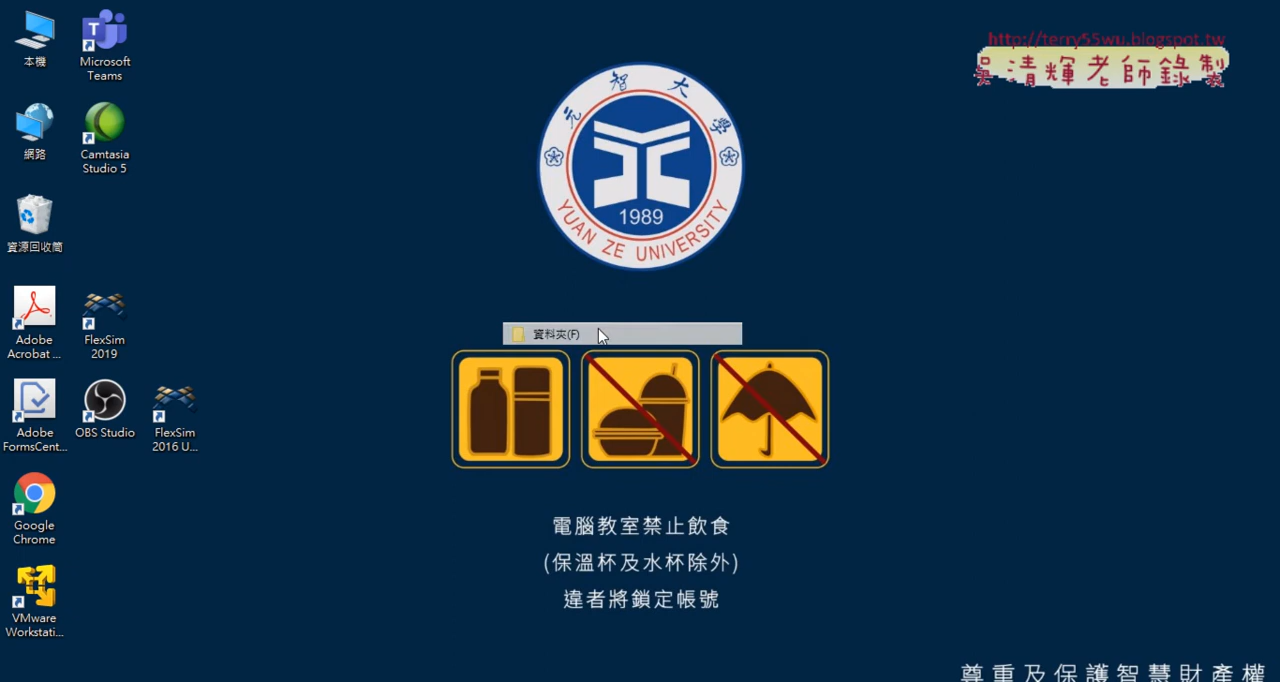 本機
Microsoft
Teams
網路
Camtasia
Studio 5
資源回收筒
Adobe
Acrobat ...
FlexSim
2019
Adobe
FormsCent...
OBS Studio
FlexSim
2016 U...
Google
Chrome
VMware
Workstati...
http://terry55wu.blogspot.tw
吳清輝老師錄製
元智大學
1989
YUAN ZE UNIVERSITY
資料夾(F)
電腦教室禁止飲食
(保溫杯及水杯除外)
違者將鎖定帳號
尊重及保護智慧財產權